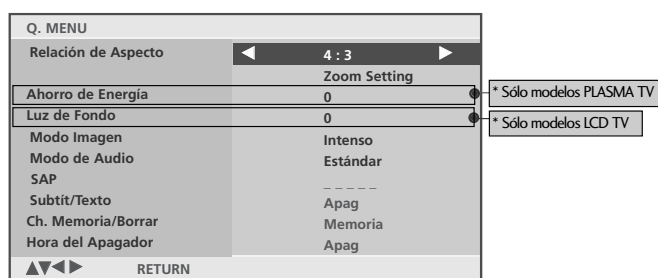 Q. MENU
Relación de Aspecto 4 : 3
Zoom Setting
Ahorro de Energía 0 * Sólo modelos PLASMA TV
Luz de Fondo 0 * Sólo modelos LCD TV
Modo Imagen Intenso
Modo de Audio Estándar
SAP _ _ _ _ _
Subtít/Texto Apag
Ch. Memoria/Borrar Memoria
Hora del Apagador Apag
RETURN